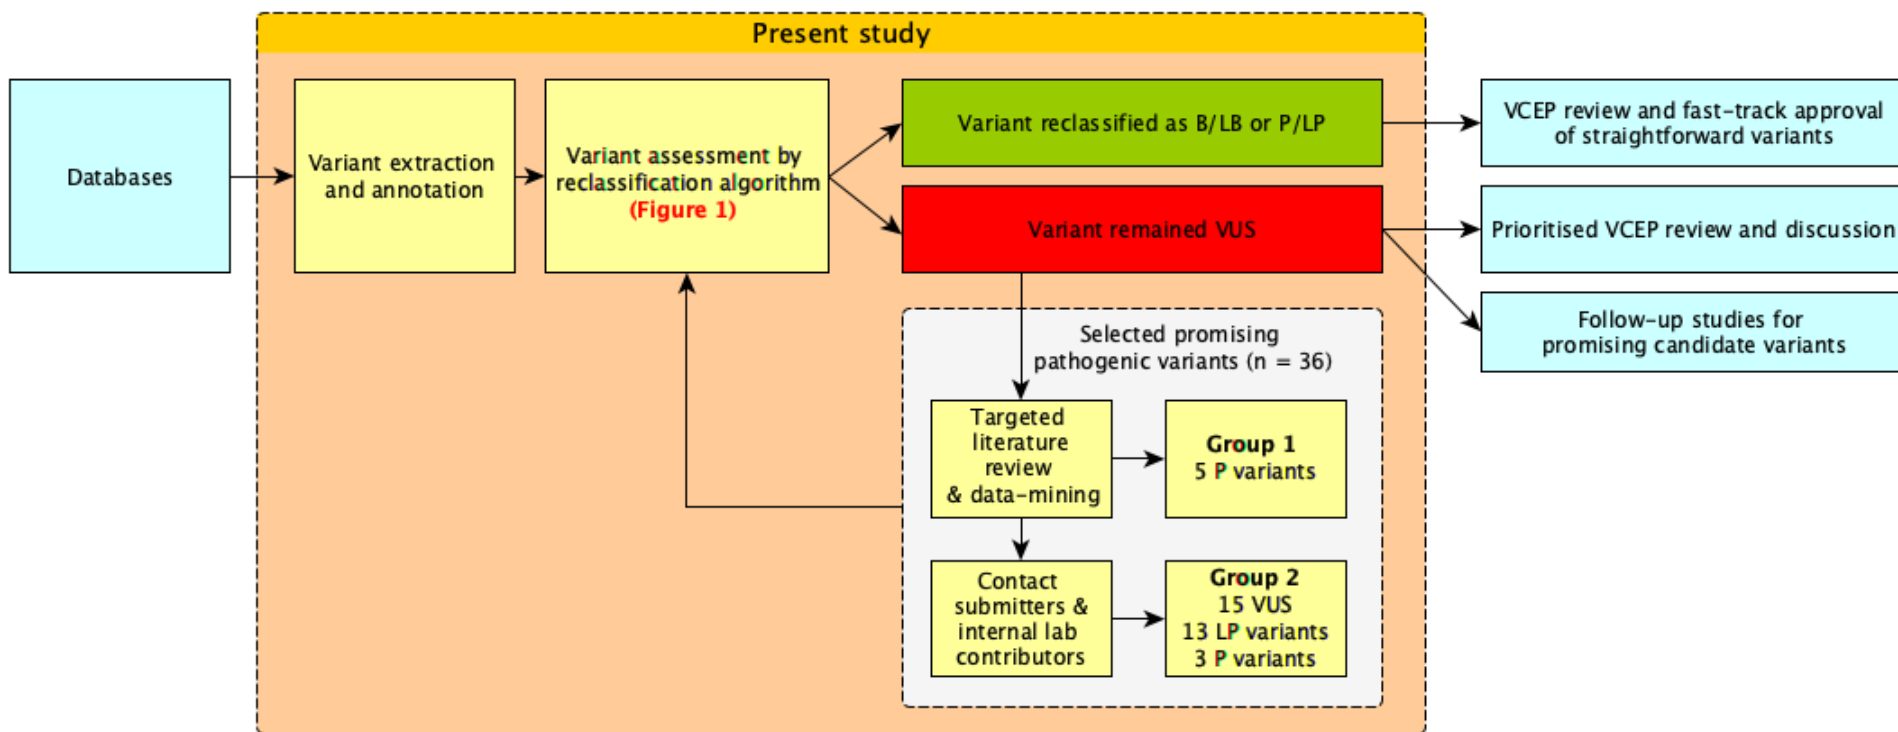 Present study
Databases
Variant extraction
and annotation
Variant assessment by
reclassification algorithm
(Figure 1)
Variant reclassified as B/LB or P/LP
Variant remained VUS
VCEP review and fast-track approval
of straightforward variants
Prioritised VCEP review and discussion
Follow-up studies for
promising candidate variants
Selected promising
pathogenic variants (n = 36)
Targeted
literature
review
& data-mining
Group 1
5 P variants
Contact
submitters &
internal lab
contributors
Group 2
15 VUS
13 LP variants
3 P variants